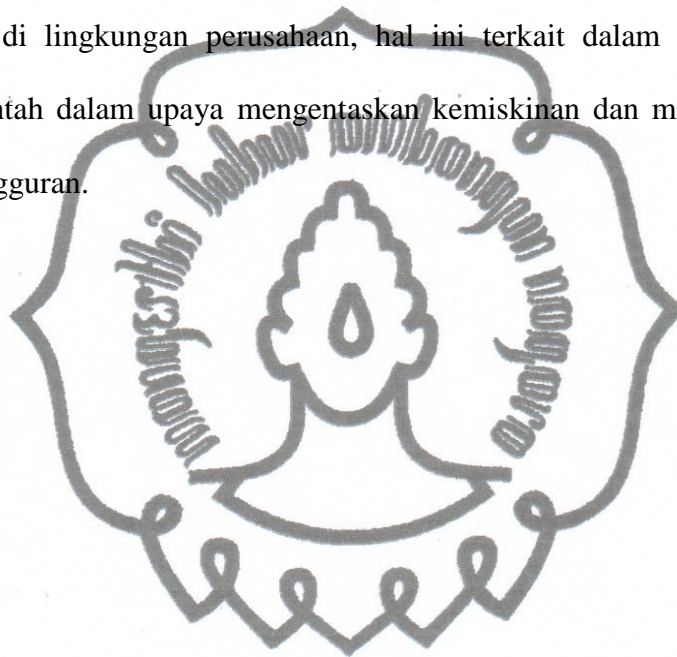 di lingkungan perusahaan, hal ini terkait dalam
ntah dalam upaya mengentaskan kemiskinan dan m
gguran.